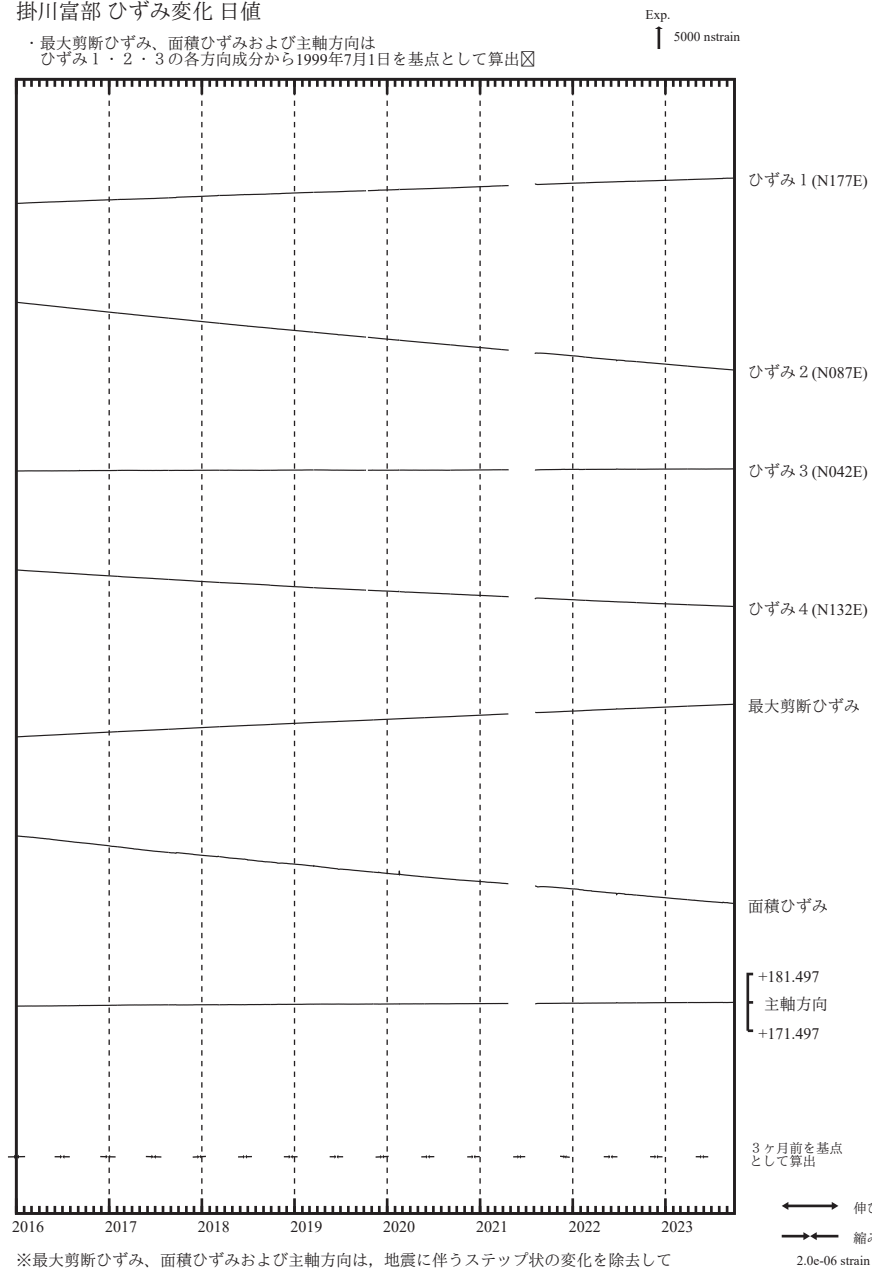 掛川富部 ひずみ変化 日値
・最大剪断ひずみ、面積ひずみおよび主軸方向は
ひずみ１・２・３の各方向成分から1999年7月1日を基点として算出
Exp.
5000 nstrain
ひずみ１(N177E)
ひずみ２(N087E)
ひずみ３(N042E)
ひずみ４(N132E)
最大剪断ひずみ
面積ひずみ
+181.497
主軸方向
+171.497
３ヶ月前を基点
として算出
2016 2017 2018 2019 2020 2021 2022 2023
伸び
縮み
2.0e-06 strain
※最大剪断ひずみ、面積ひずみおよび主軸方向は，地震に伴うステップ状の変化を除去して